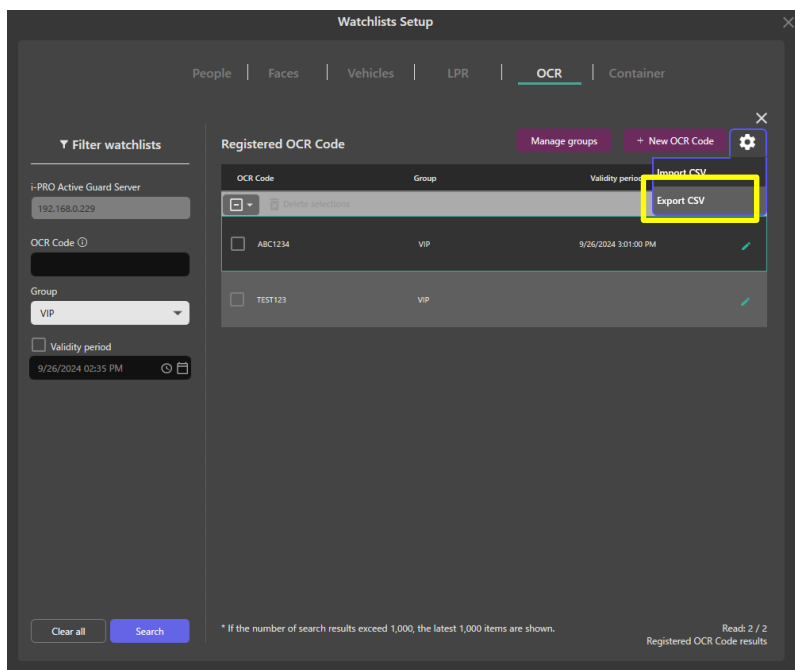 Watchlists Setup
People | Faces | Vehicles | LPR | OCR | Container
Filter watchlists
i-PRO Active Guard Server
192.168.0.229
OCR Code
Group
VIP
Validity period
9/26/2024 02:35 PM
Clear all
Search
Registered OCR Code
Manage groups
+ New OCR Code
Import CSV
Export CSV
OCR Code Group Validity period
Delete selections
ABC1234 VIP 9/26/2024 3:01:00 PM
TEST123 VIP
* If the number of search results exceed 1,000, the latest 1,000 items are shown.
Read: 2 / 2
Registered OCR Code results